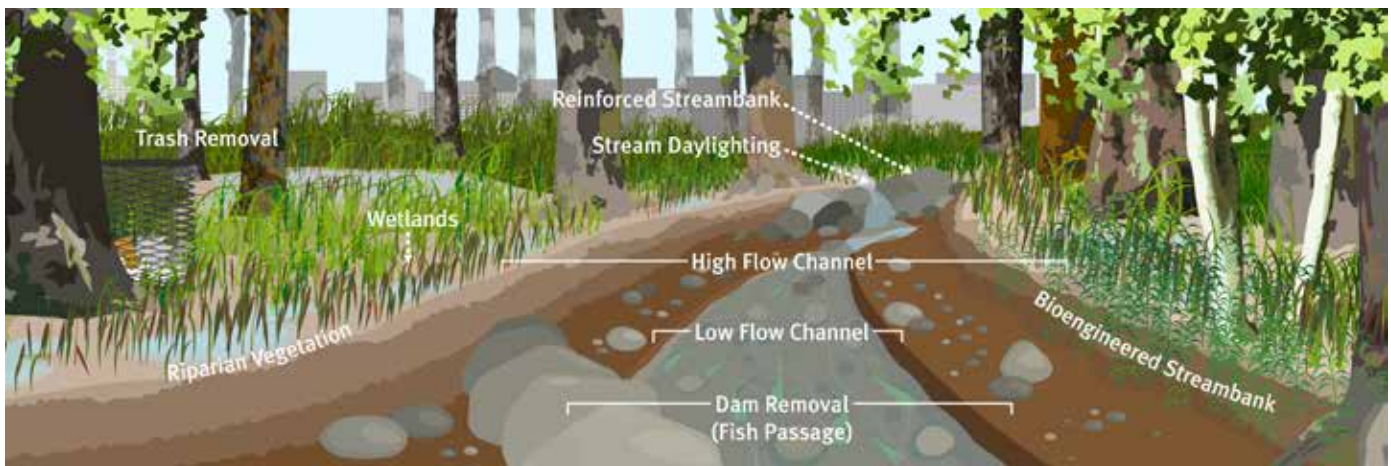 Reinforced Streambank
Trash Removal
Stream Daylighting
Wetlands
High Flow Channel
Bioengineered Streambank
Low Flow Channel
Riparian Vegetation
Dam Removal
(Fish Passage)